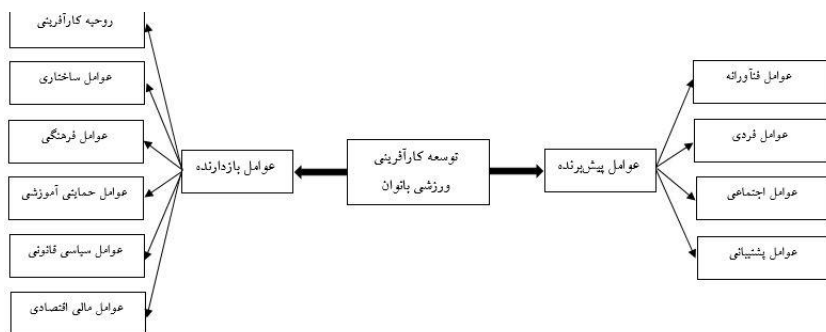 توسعه کارآفرینی
ورزشی بانوان
عوامل پیش‌برنده
عوامل فنآورانه
عوامل فردی
عوامل اجتماعی
عوامل پشتیبانی
عوامل بازدارنده
روحیه کارآفرینی
عوامل ساختاری
عوامل فرهنگی
عوامل حمایتی آموزشی
عوامل سیاسی قانونی
عوامل مالی اقتصادی